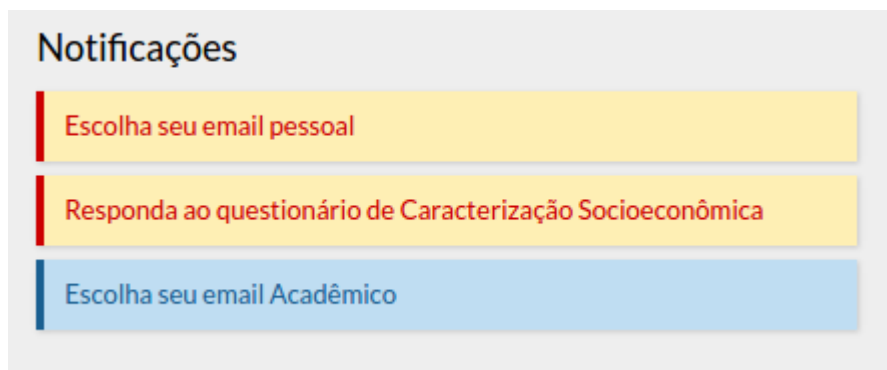 Notificações
Escolha seu email pessoal
Responda ao questionário de Caracterização Socioeconômica
Escolha seu email Acadêmico